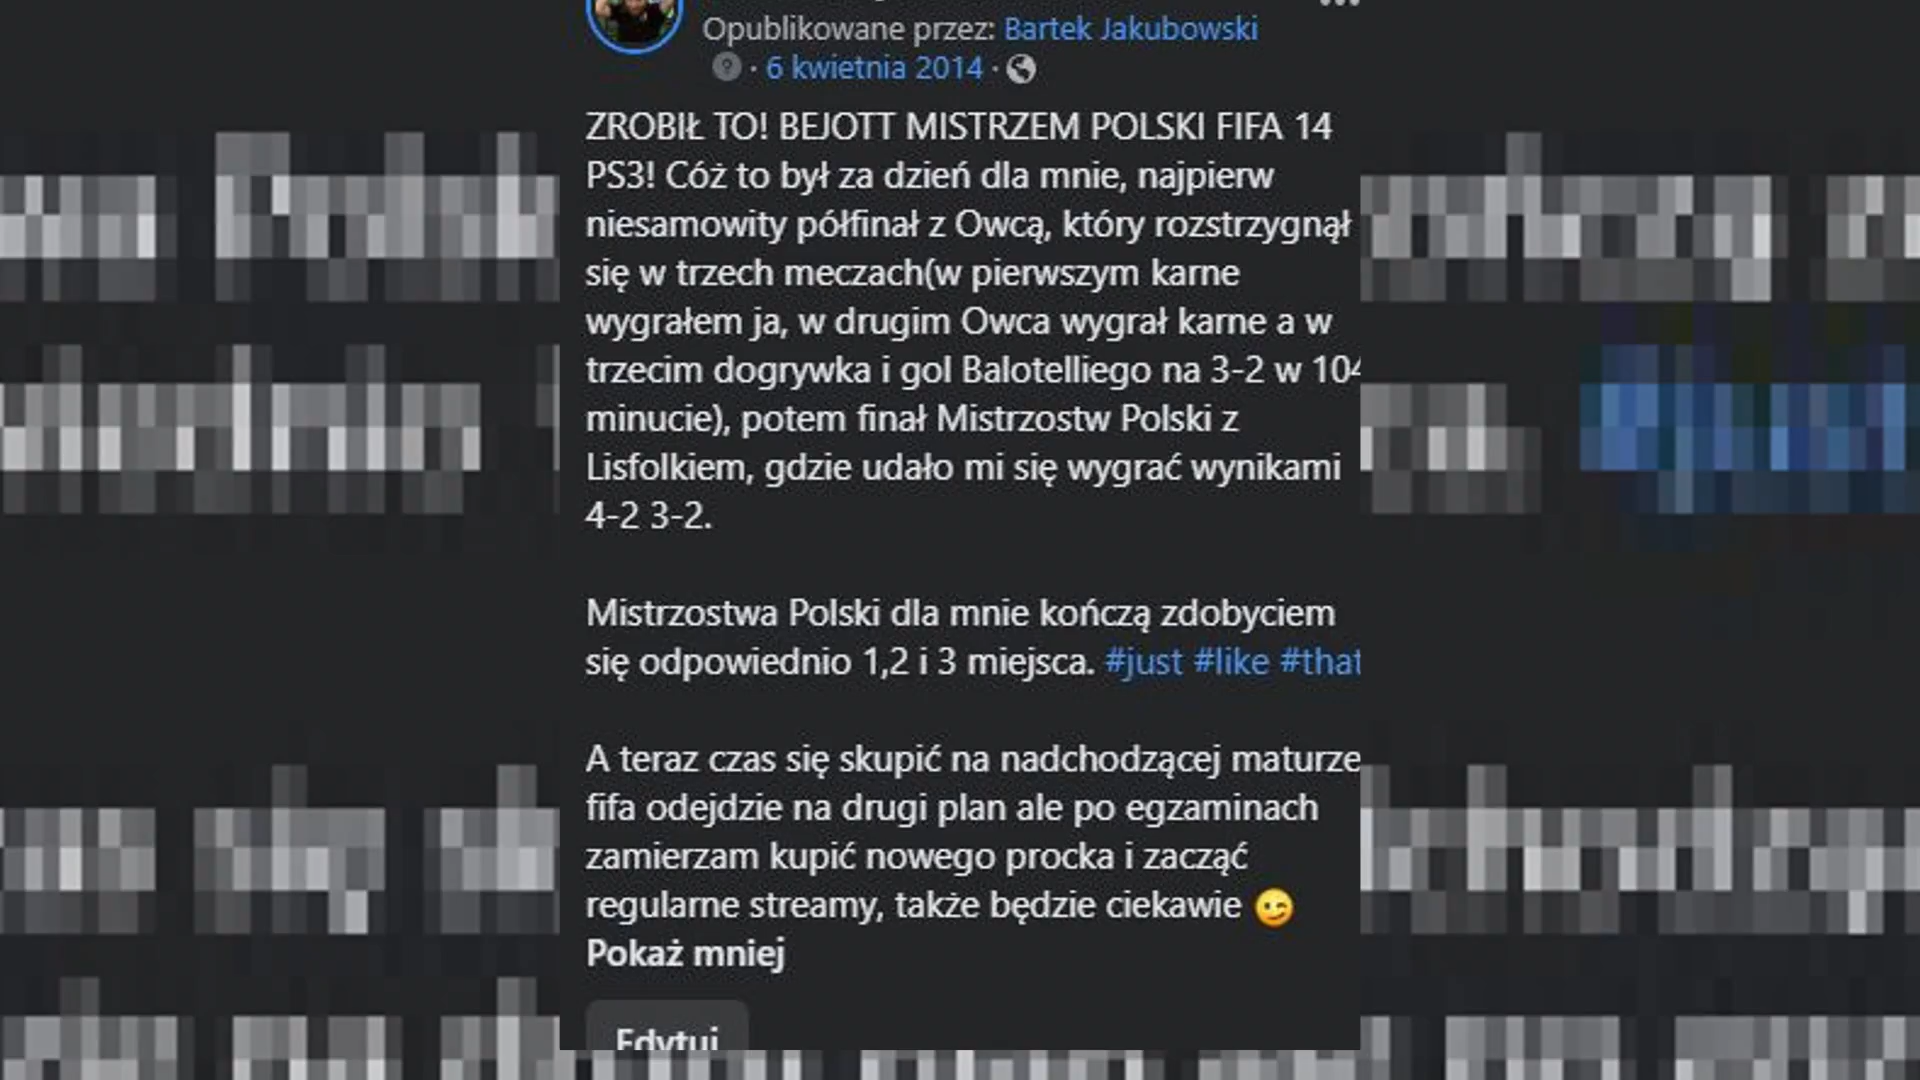 Opublikowane przez: Bartek Jakubowski
· 6 kwietnia 2014 ·
ZROBIŁ TO! BEJOTT MISTRZEM POLSKI FIFA 14
PS3! Cóż to był za dzień dla mnie, najpierw
niesamowity półfinał z Owcą, który rozstrzygnął
się w trzech meczach(w pierwszym karne
wygrałem ja, w drugim Owca wygrał karne a w
trzecim dogrywka i gol Balotelliego na 3-2 w 104
minucie), potem finał Mistrzostw Polski z
Lisfolkiem, gdzie udało mi się wygrać wynikami
4-2 3-2.
Mistrzostwa Polski dla mnie kończą zdobyciem
się odpowiednio 1,2 i 3 miejsca. #just #like #that
A teraz czas się skupić na nadchodzącej maturze
fifa odejdzie na drugi plan ale po egzaminach
zamierzam kupić nowego procka i zacząć
regularne streamy, także będzie ciekawie 😉
Pokaż mniej
Edytuj